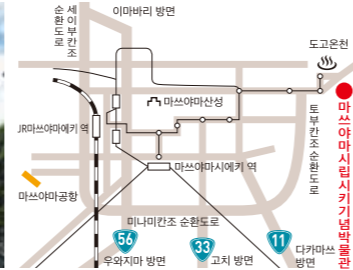 세이부칸조
순환도로
이마바리 방면
도고온천
마쓰야마산성
JR마쓰야마에키 역
토부칸조순환도로
마쓰야마시립시키기념박물관
마쓰야마시에키 역
마쓰야마공항
미나미칸조 순환도로
56
우와지마 방면
33
고치 방면
11
다카마쓰
방면